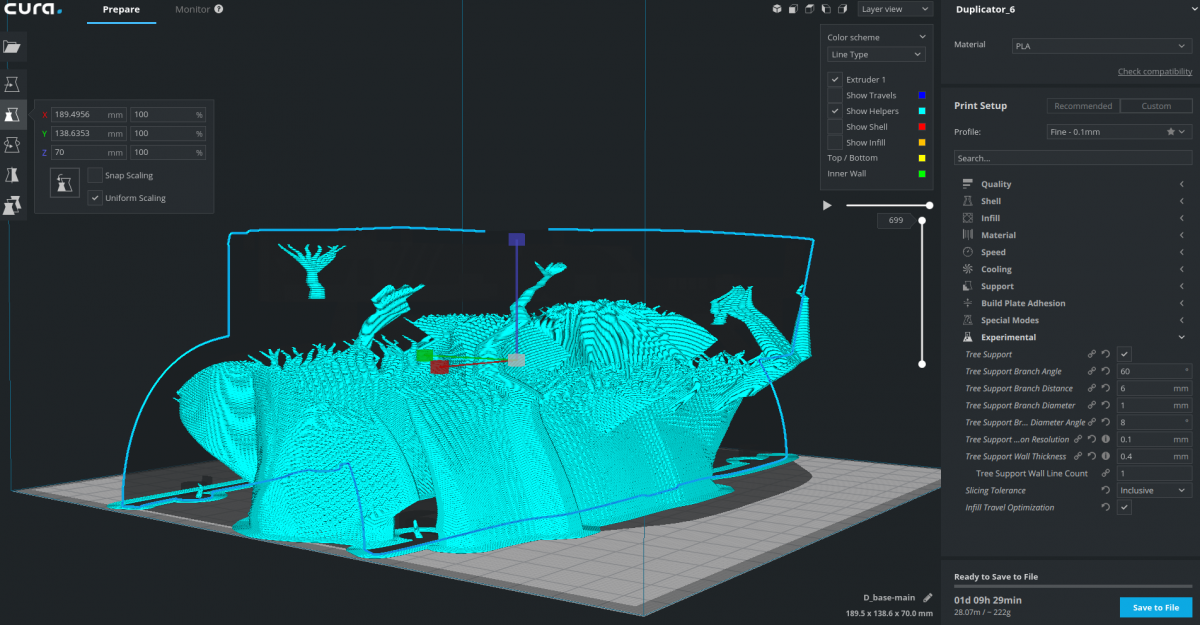 cura.
Prepare
Monitor
Layer view
Duplicator_6
Material
PLA
Check compatibility
Print Setup
Recommended
Custom
Profile:
Fine - 0.1mm
Search...
Quality
Shell
Infill
Material
Speed
Cooling
Support
Build Plate Adhesion
Special Modes
Experimental
Tree Support
Tree Support Branch Angle 60 °
Tree Support Branch Distance 6 mm
Tree Support Branch Diameter 1 mm
Tree Support Br... Diameter Angle 8 °
Tree Support ...on Resolution 0.1 mm
Tree Support Wall Thickness 0.4 mm
Tree Support Wall Line Count 1
Slicing Tolerance Inclusive
Infill Travel Optimization
Ready to Save to File
01d 09h 29min
28.07m / ~ 222g
Save to File
X 189.4956 mm 100 %
Y 138.6353 mm 100 %
Z 70 mm 100 %
Snap Scaling
Uniform Scaling
Color scheme
Line Type
Extruder 1
Show Travels
Show Helpers
Show Shell
Show Infill
Top / Bottom
Inner Wall
699
D_base-main
189.5 x 138.6 x 70.0 mm